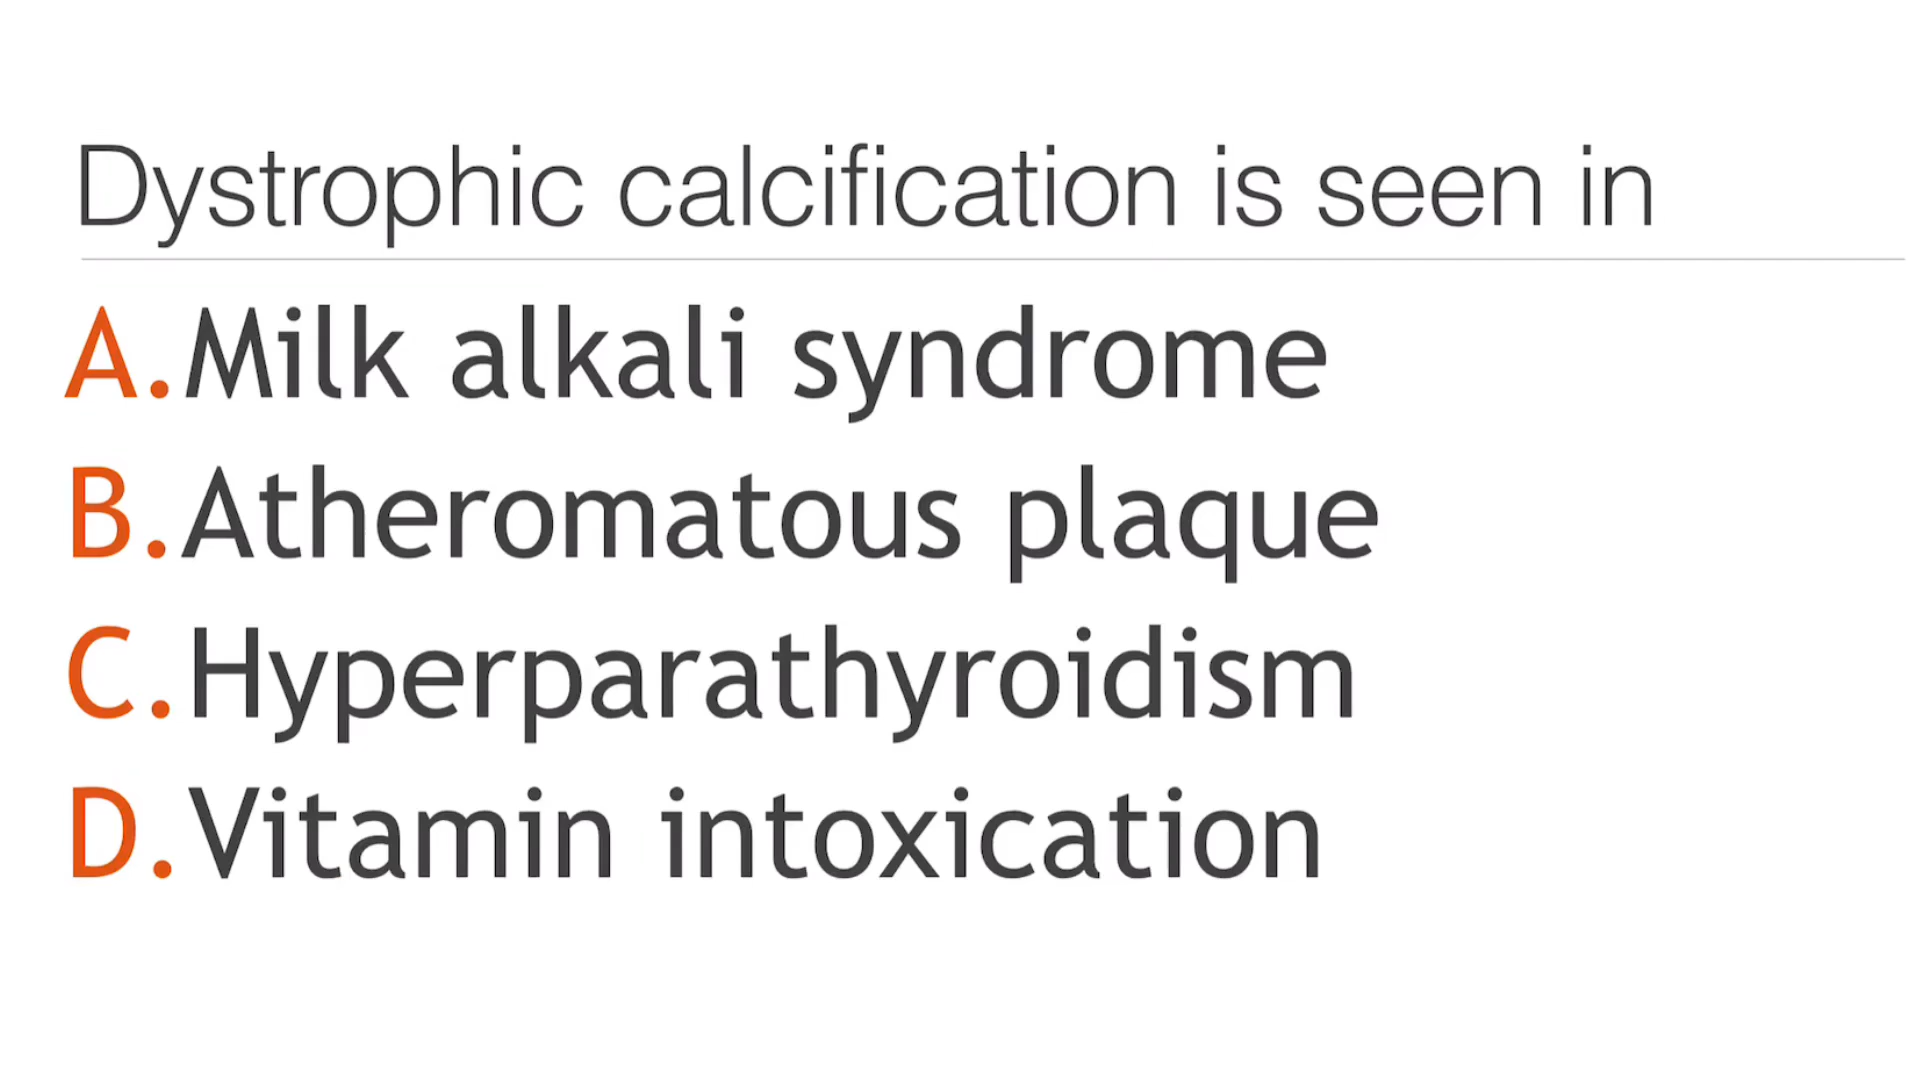 Dystrophic calcification is seen in
A. Milk alkali syndrome
B. Atheromatous plaque
C. Hyperparathyroidism
D. Vitamin intoxication